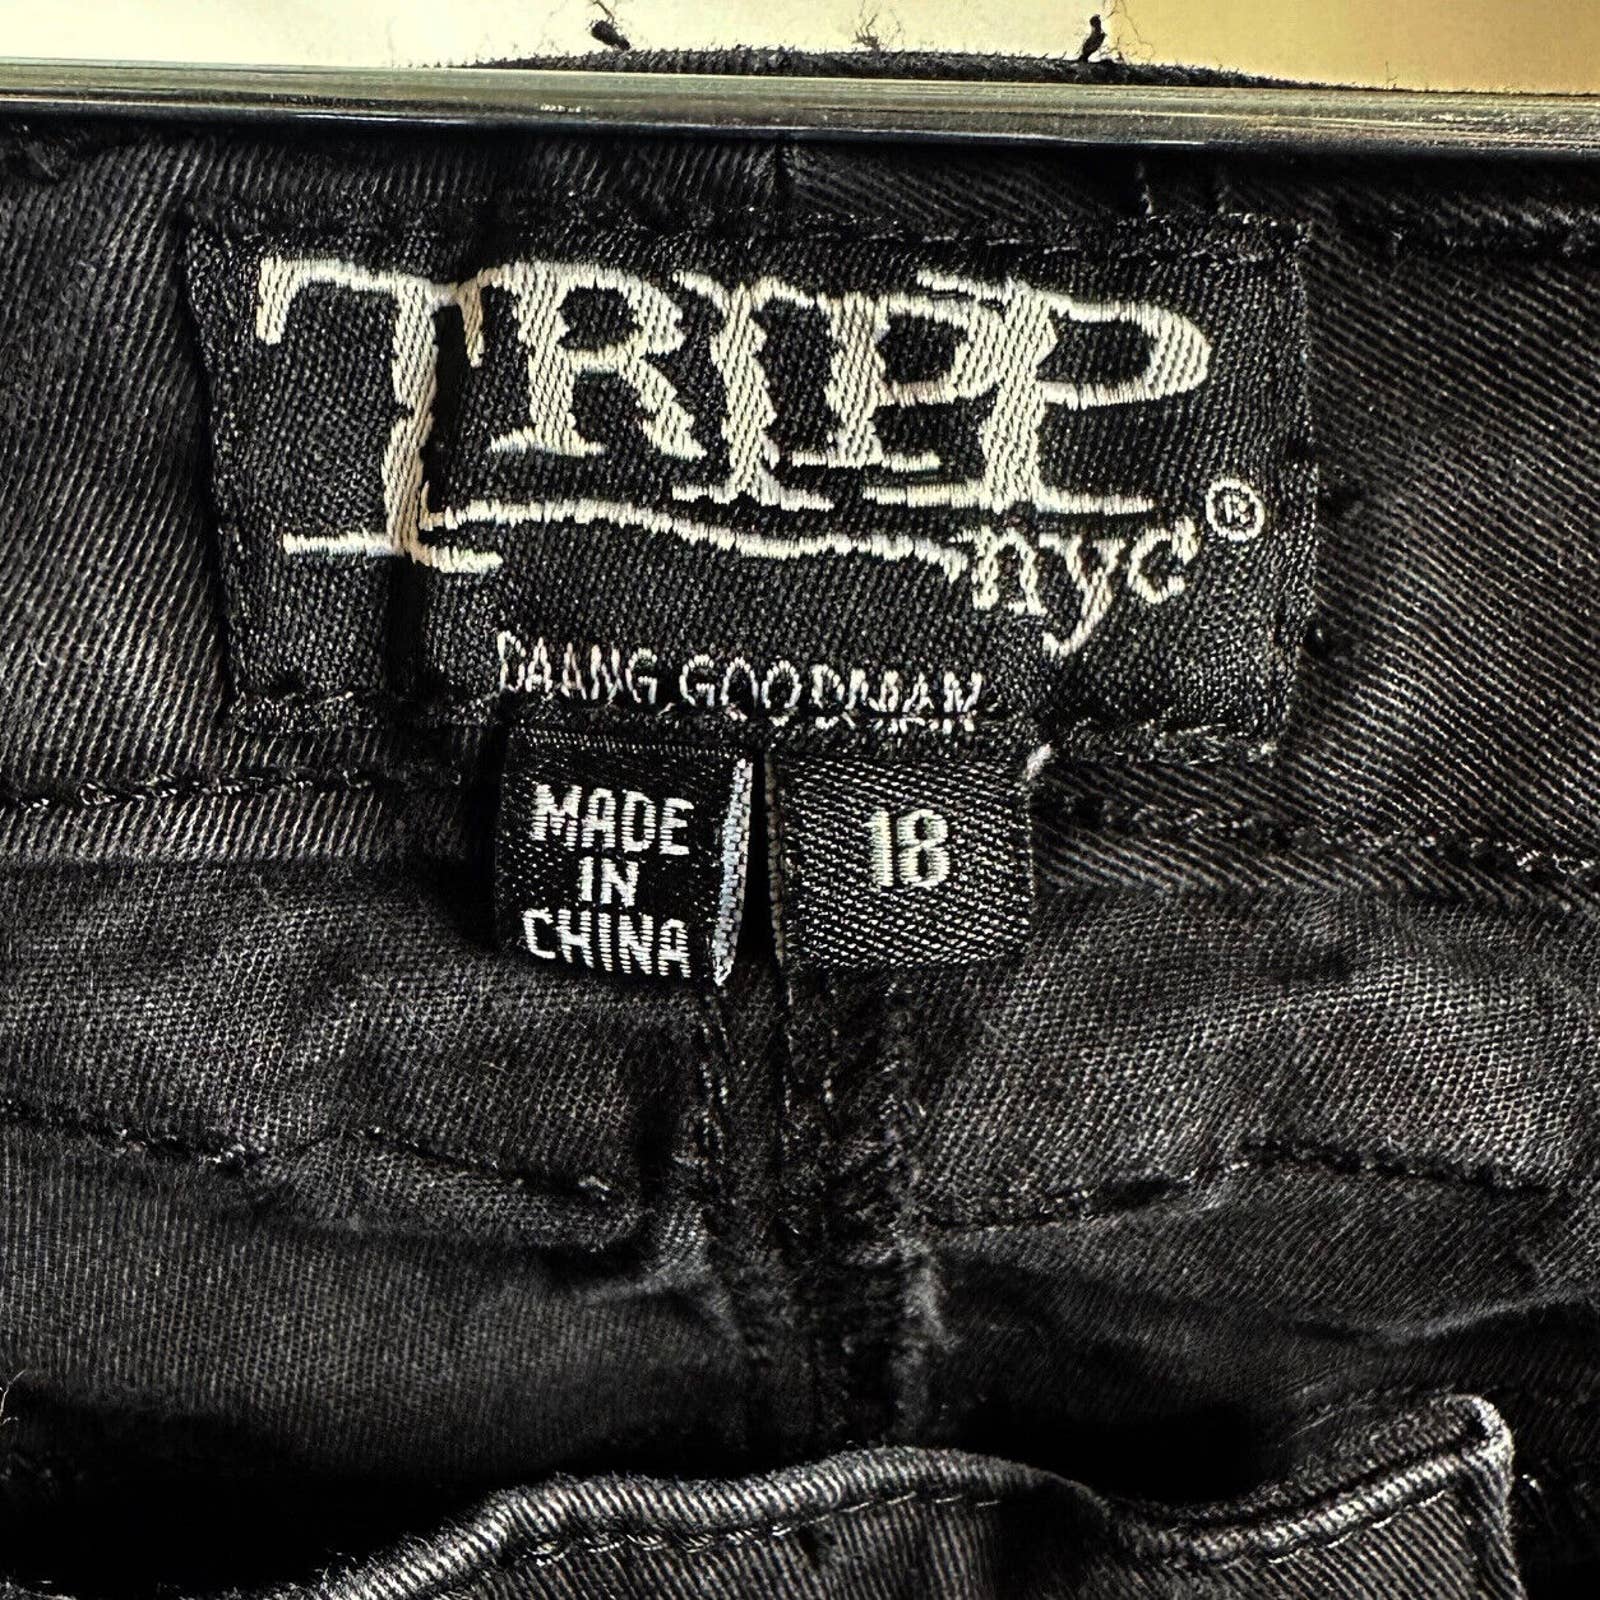 TRIPP
nyc®
DAANG GOODMAN
MADE
IN
CHINA
18